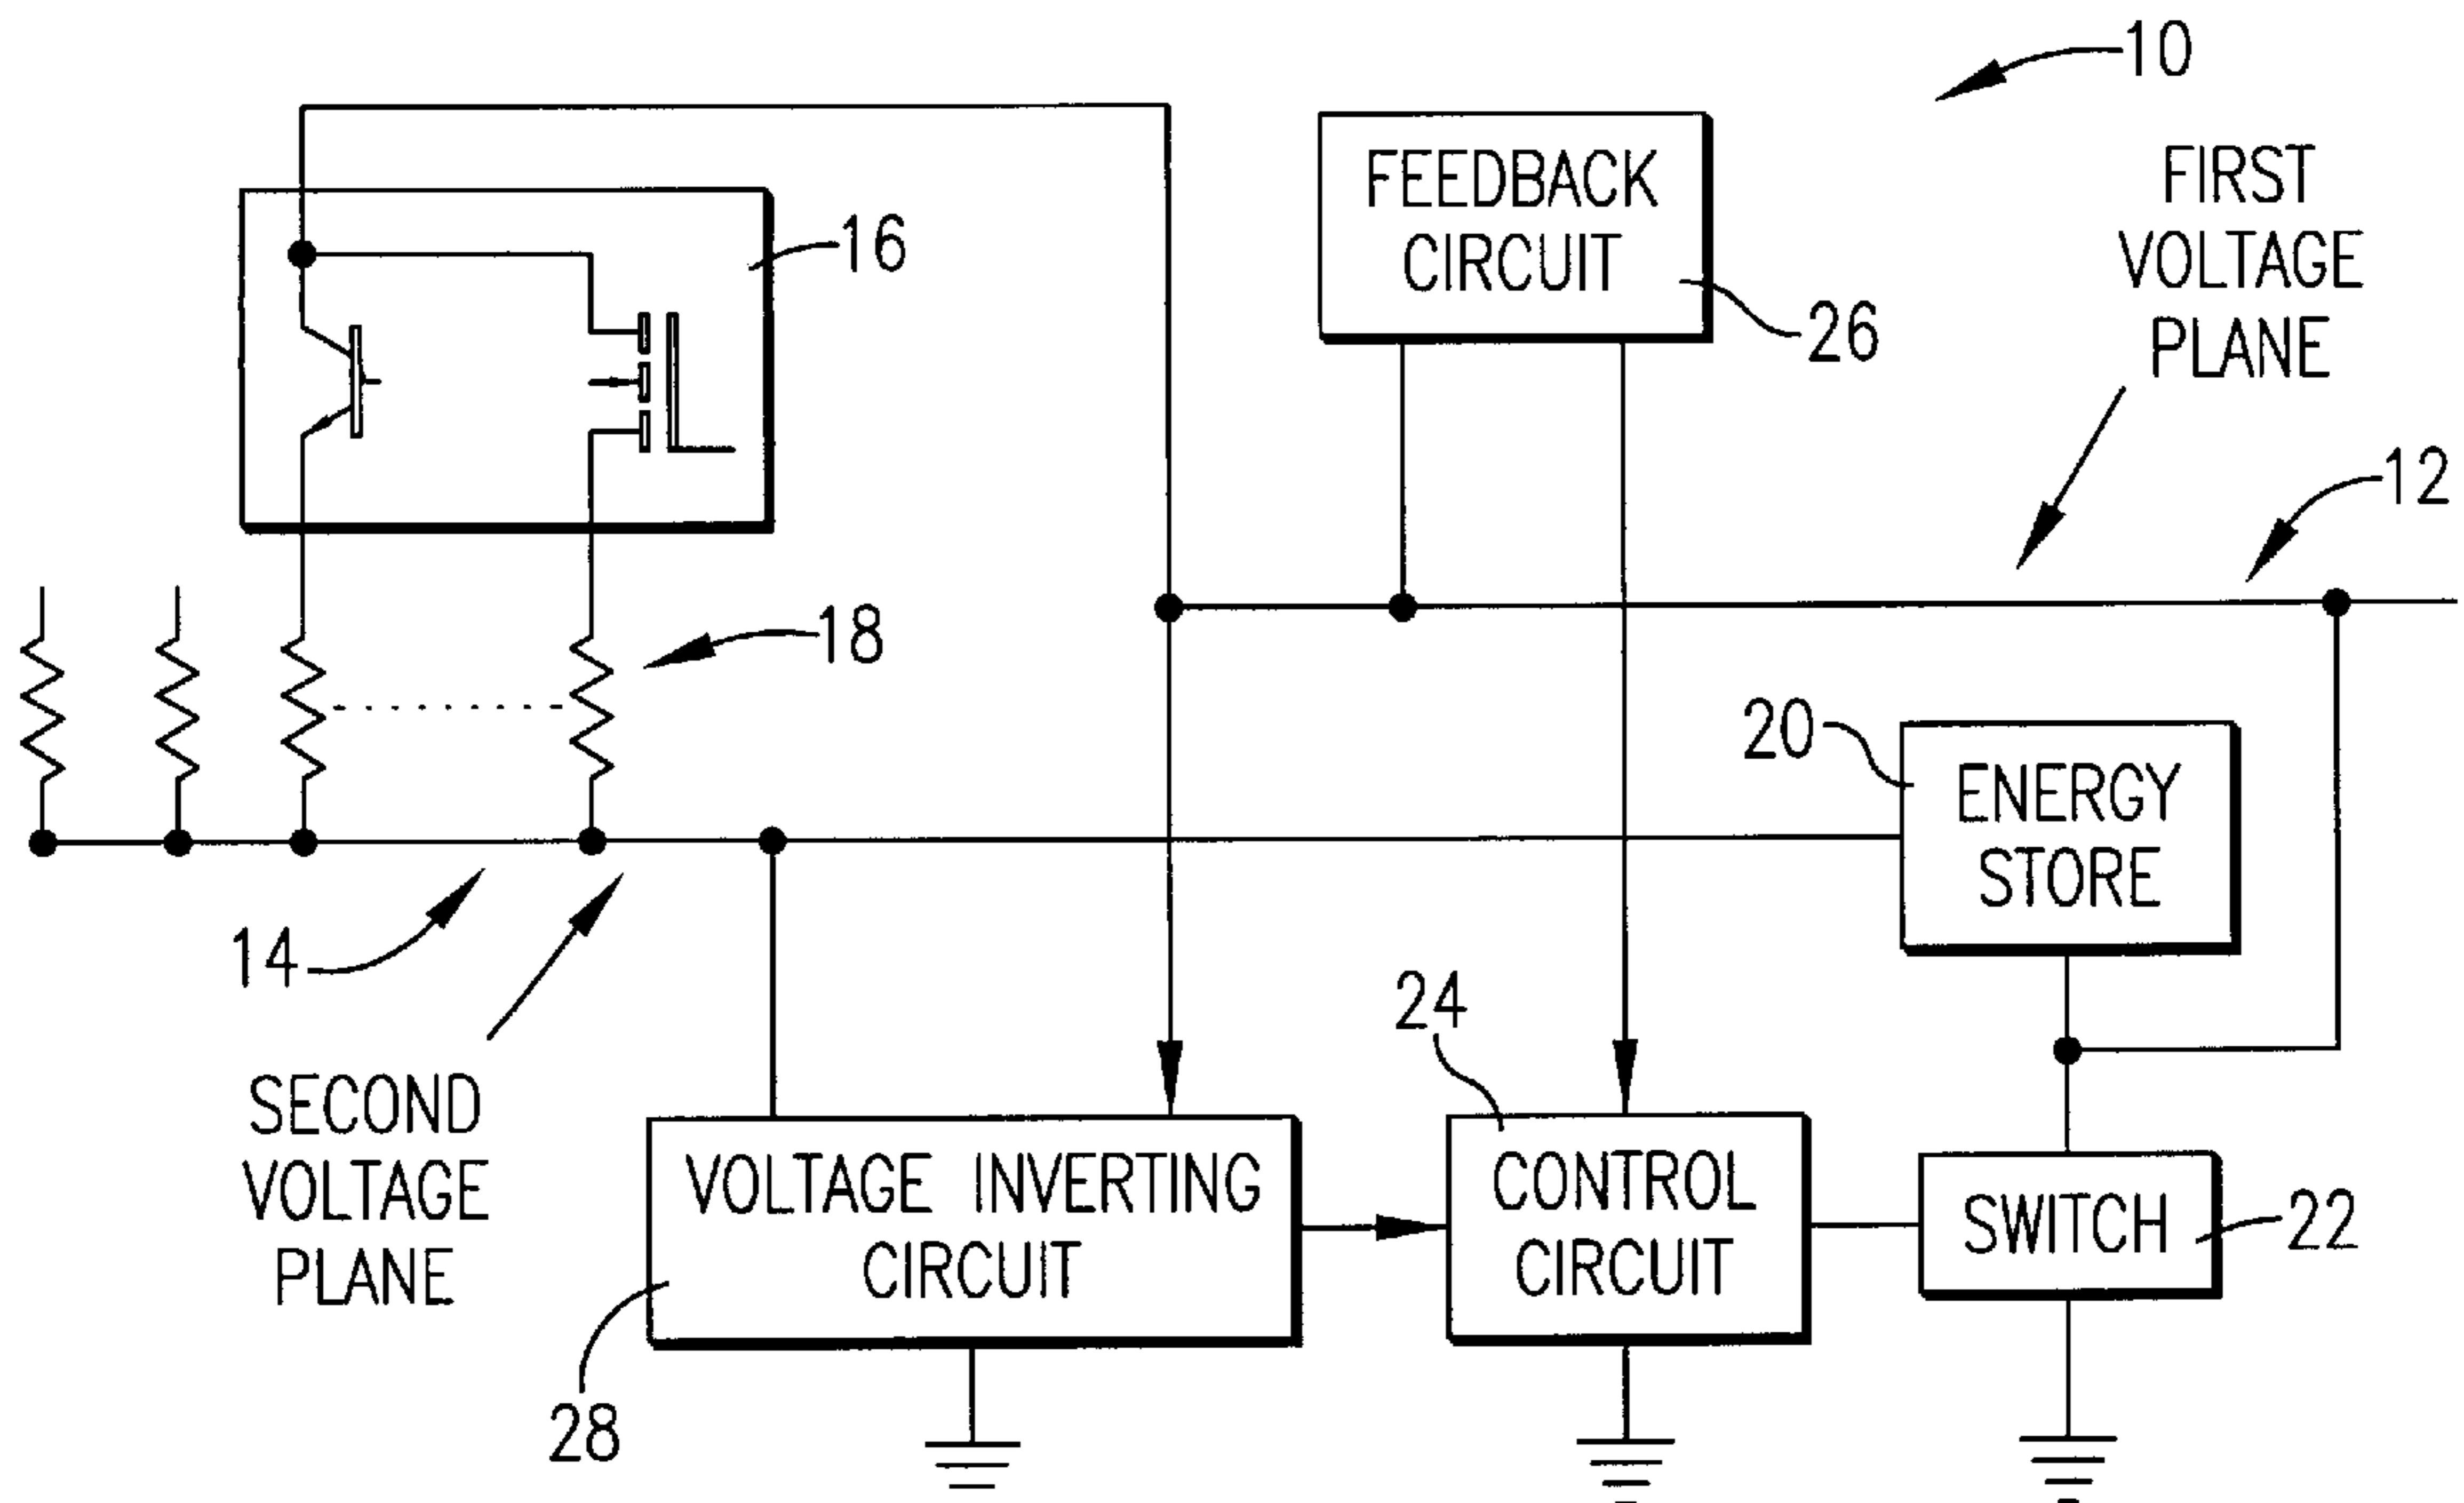 10
FEEDBACK
CIRCUIT
26
FIRST
VOLTAGE
PLANE
16
12
18
20
ENERGY
STORE
14
SECOND
VOLTAGE
PLANE
24
VOLTAGE INVERTING
CIRCUIT
28
CONTROL
CIRCUIT
SWITCH
22